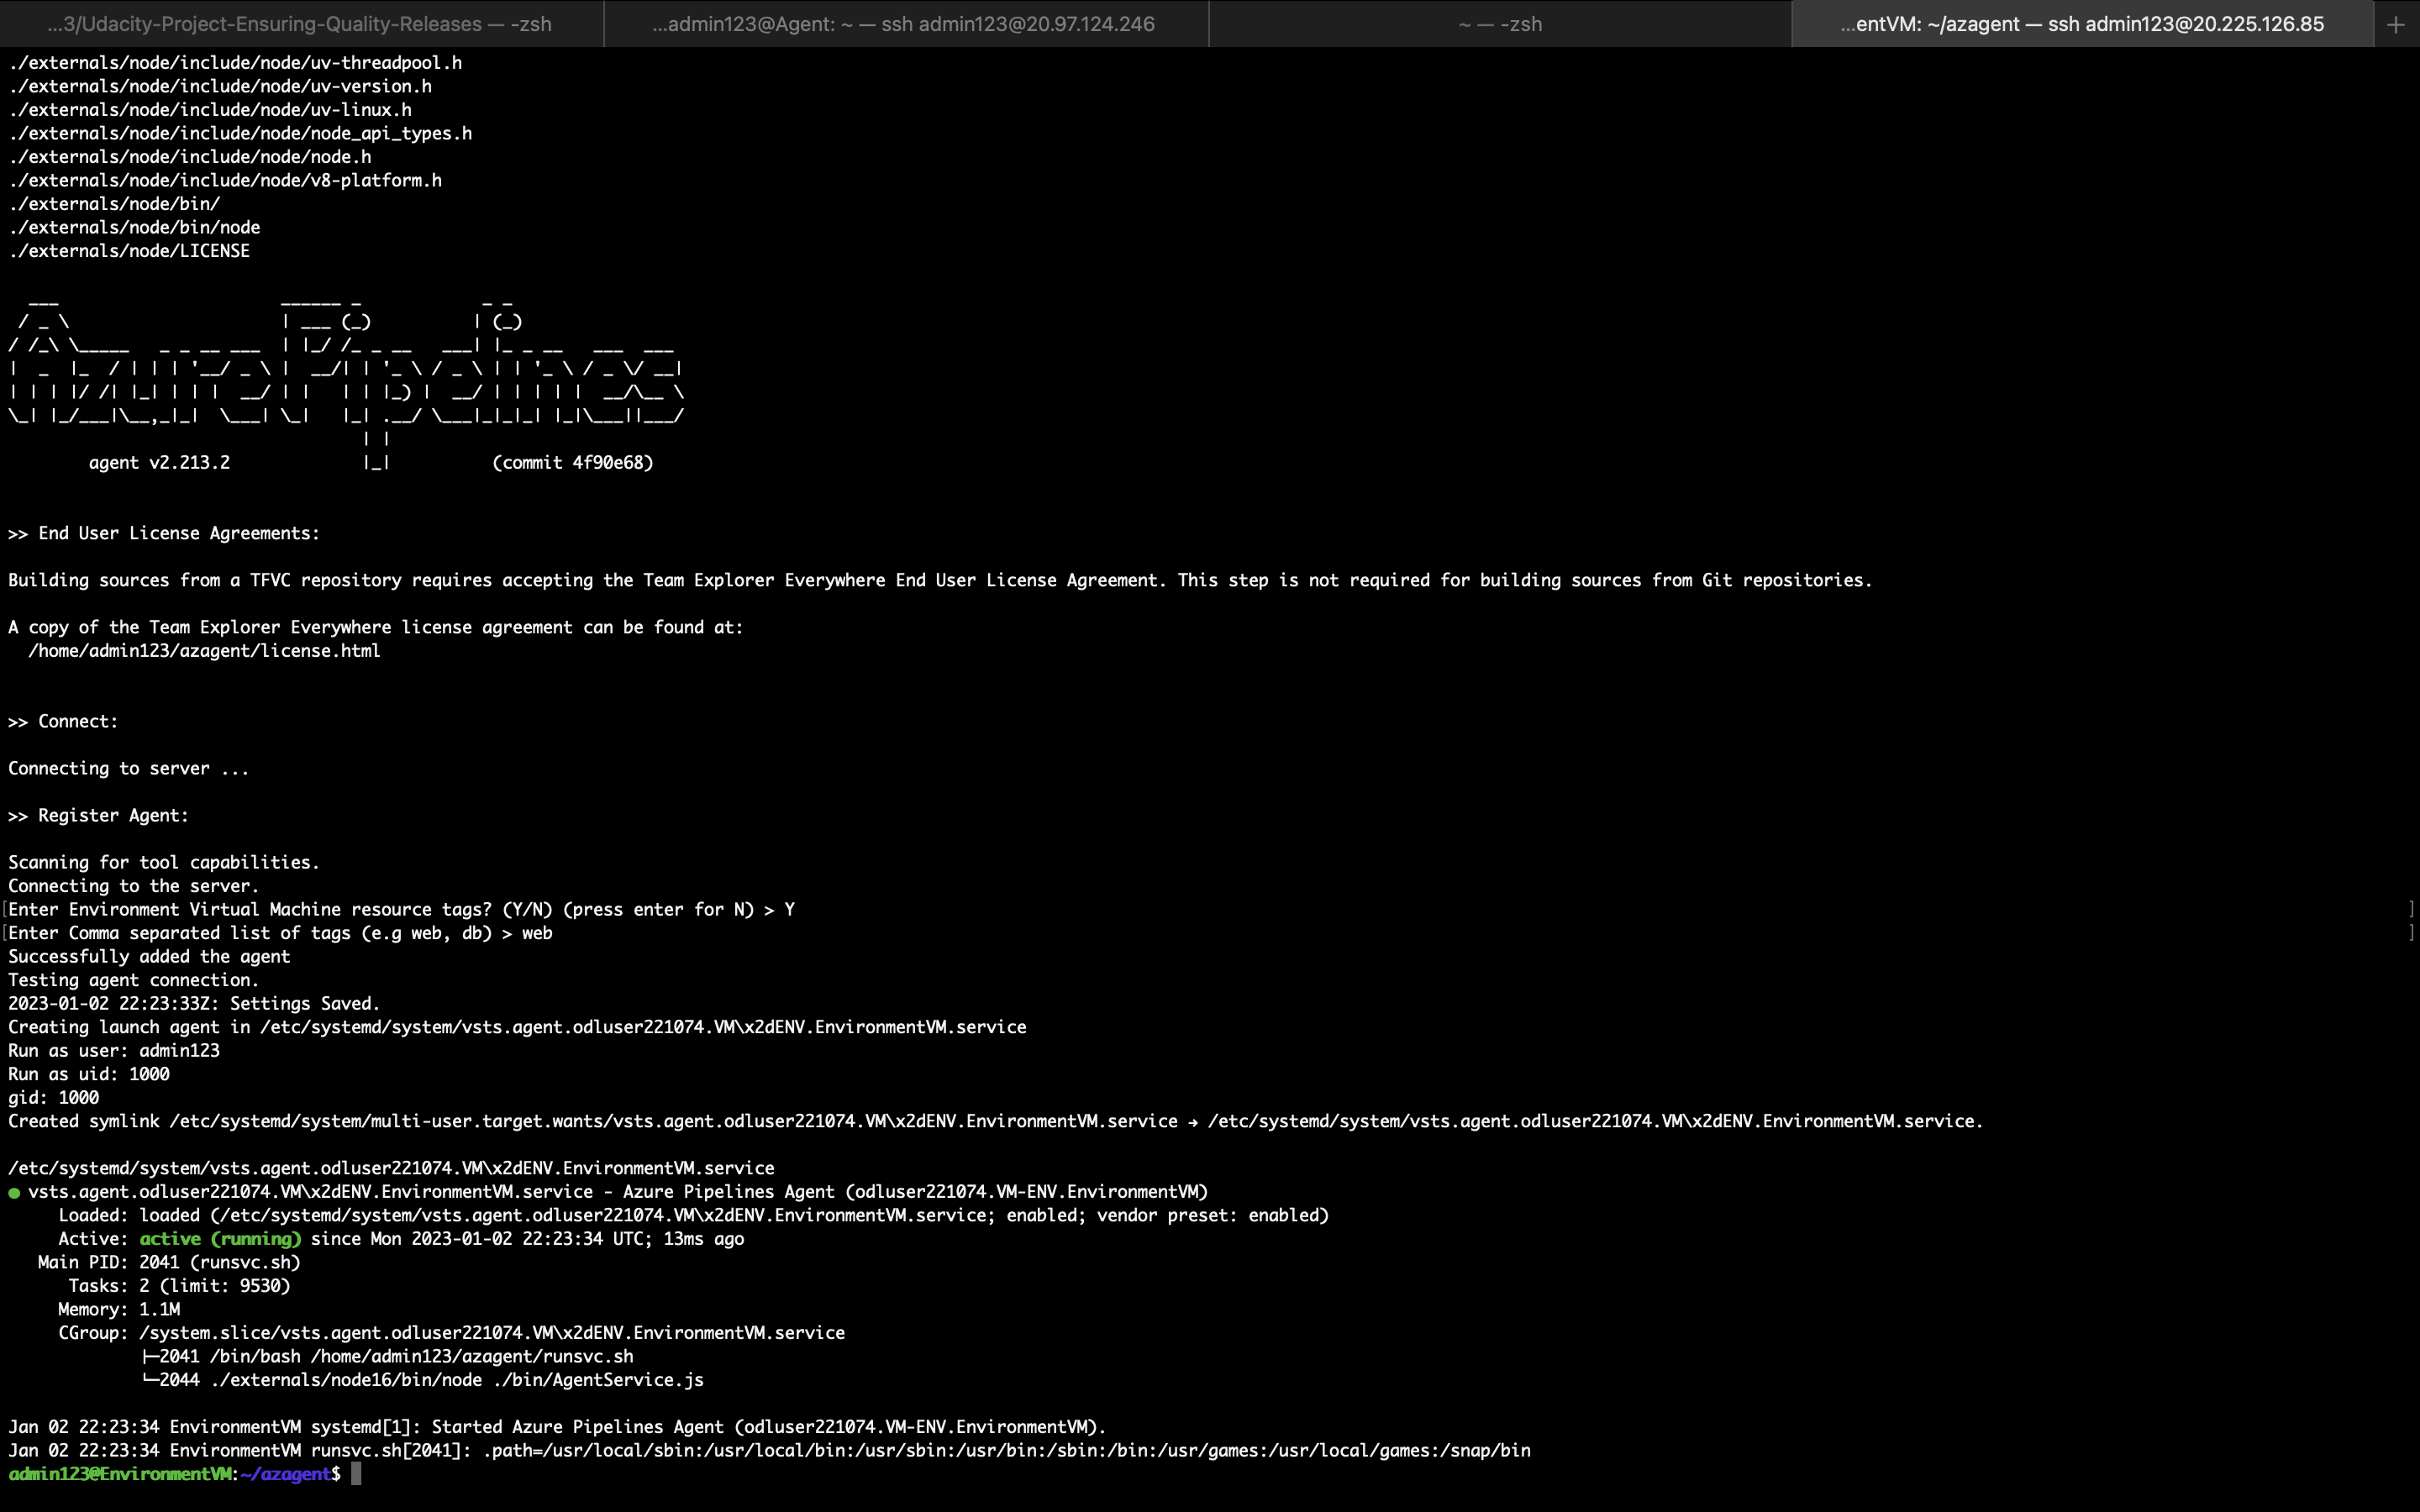 ...3/Udacity-Project-Ensuring-Quality-Releases — -zsh
...admin123@Agent: ~ — ssh admin123@20.97.124.246
~ — -zsh
...entVM: ~/azagent — ssh admin123@20.225.126.85
./externals/node/include/node/uv-threadpool.h
./externals/node/include/node/uv-version.h
./externals/node/include/node/uv-linux.h
./externals/node/include/node/node_api_types.h
./externals/node/include/node/node.h
./externals/node/include/node/v8-platform.h
./externals/node/bin/
./externals/node/bin/node
./externals/node/LICENSE
Azure Pipelines
agent v2.213.2 (commit 4f90e68)
>> End User License Agreements:
Building sources from a TFVC repository requires accepting the Team Explorer Everywhere End User License Agreement. This step is not required for building sources from Git repositories.
A copy of the Team Explorer Everywhere license agreement can be found at:
/home/admin123/azagent/license.html
>> Connect:
Connecting to server ...
>> Register Agent:
Scanning for tool capabilities.
Connecting to the server.
[Enter Environment Virtual Machine resource tags? (Y/N) (press enter for N) > Y ]
[Enter Comma separated list of tags (e.g web, db) > web ]
Successfully added the agent
Testing agent connection.
2023-01-02 22:23:33Z: Settings Saved.
Creating launch agent in /etc/systemd/system/vsts.agent.odluser221074.VM\x2dENV.EnvironmentVM.service
Run as user: admin123
Run as uid: 1000
gid: 1000
Created symlink /etc/systemd/system/multi-user.target.wants/vsts.agent.odluser221074.VM\x2dENV.EnvironmentVM.service → /etc/systemd/system/vsts.agent.odluser221074.VM\x2dENV.EnvironmentVM.service.
/etc/systemd/system/vsts.agent.odluser221074.VM\x2dENV.EnvironmentVM.service
● vsts.agent.odluser221074.VM\x2dENV.EnvironmentVM.service - Azure Pipelines Agent (odluser221074.VM-ENV.EnvironmentVM)
Loaded: loaded (/etc/systemd/system/vsts.agent.odluser221074.VM\x2dENV.EnvironmentVM.service; enabled; vendor preset: enabled)
Active: active (running) since Mon 2023-01-02 22:23:34 UTC; 13ms ago
Main PID: 2041 (runsvc.sh)
Tasks: 2 (limit: 9530)
Memory: 1.1M
CGroup: /system.slice/vsts.agent.odluser221074.VM\x2dENV.EnvironmentVM.service
├─2041 /bin/bash /home/admin123/azagent/runsvc.sh
└─2044 ./externals/node16/bin/node ./bin/AgentService.js
Jan 02 22:23:34 EnvironmentVM systemd[1]: Started Azure Pipelines Agent (odluser221074.VM-ENV.EnvironmentVM).
Jan 02 22:23:34 EnvironmentVM runsvc.sh[2041]: .path=/usr/local/sbin:/usr/local/bin:/usr/sbin:/usr/bin:/sbin:/bin:/usr/games:/usr/local/games:/snap/bin
admin123@EnvironmentVM:~/azagent$